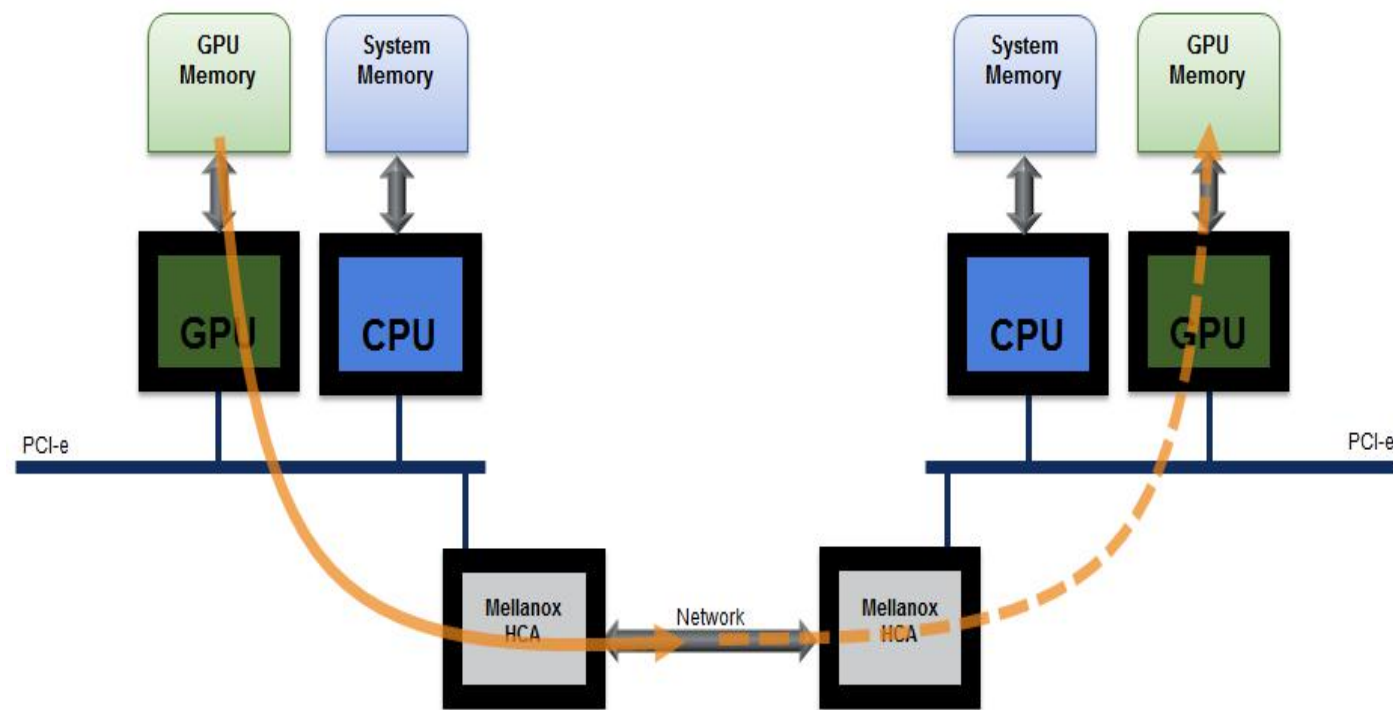 GPU
Memory
System
Memory
System
Memory
GPU
Memory
GPU
CPU
CPU
GPU
PCI-e
PCI-e
Mellanox
HCA
Network
Mellanox
HCA